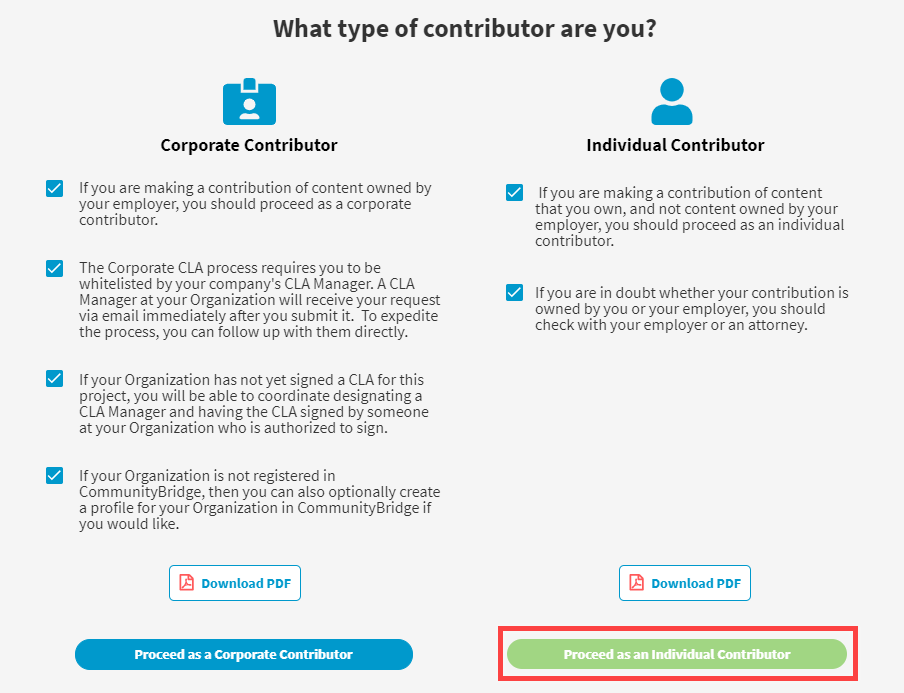 What type of contributor are you?
Corporate Contributor
If you are making a contribution of content owned by
your employer, you should proceed as a corporate
contributor.
The Corporate CLA process requires you to be
whitelisted by your company's CLA Manager. A CLA
Manager at your Organization will receive your request
via email immediately after you submit it.  To expedite
the process, you can follow up with them directly.
If your Organization has not yet signed a CLA for this
project, you will be able to coordinate designating a
CLA Manager and having the CLA signed by someone
at your Organization who is authorized to sign.
If your Organization is not registered in
CommunityBridge, then you can also optionally create
a profile for your Organization in CommunityBridge if
you would like.
Download PDF
Proceed as a Corporate Contributor
Individual Contributor
If you are making a contribution of content
that you own, and not content owned by your
employer, you should proceed as an individual
contributor.
If you are in doubt whether your contribution is
owned by you or your employer, you should
check with your employer or an attorney.
Download PDF
Proceed as an Individual Contributor